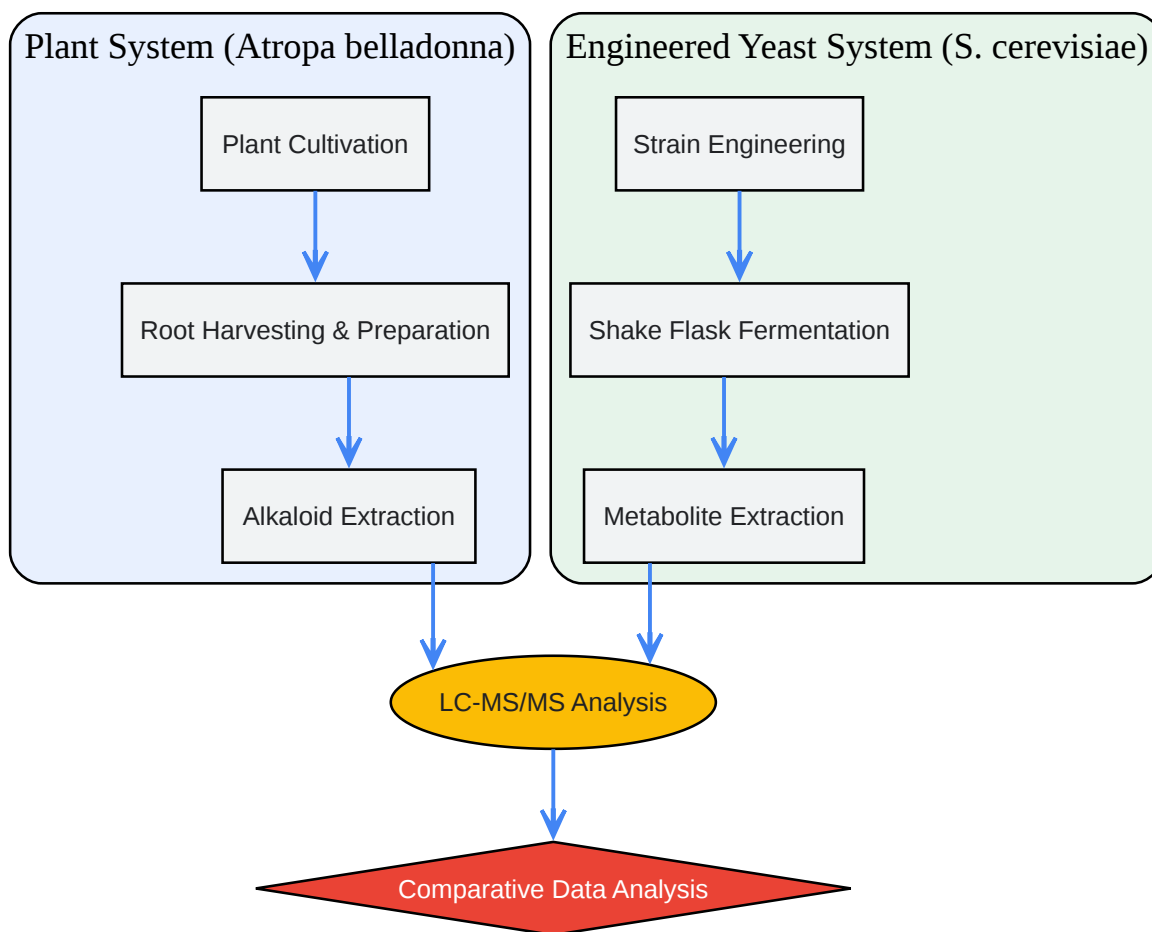 Plant System (Atropa belladonna)
Plant Cultivation
Root Harvesting & Preparation
Alkaloid Extraction
Engineered Yeast System (S. cerevisiae)
Strain Engineering
Shake Flask Fermentation
Metabolite Extraction
LC-MS/MS Analysis
Comparative Data Analysis